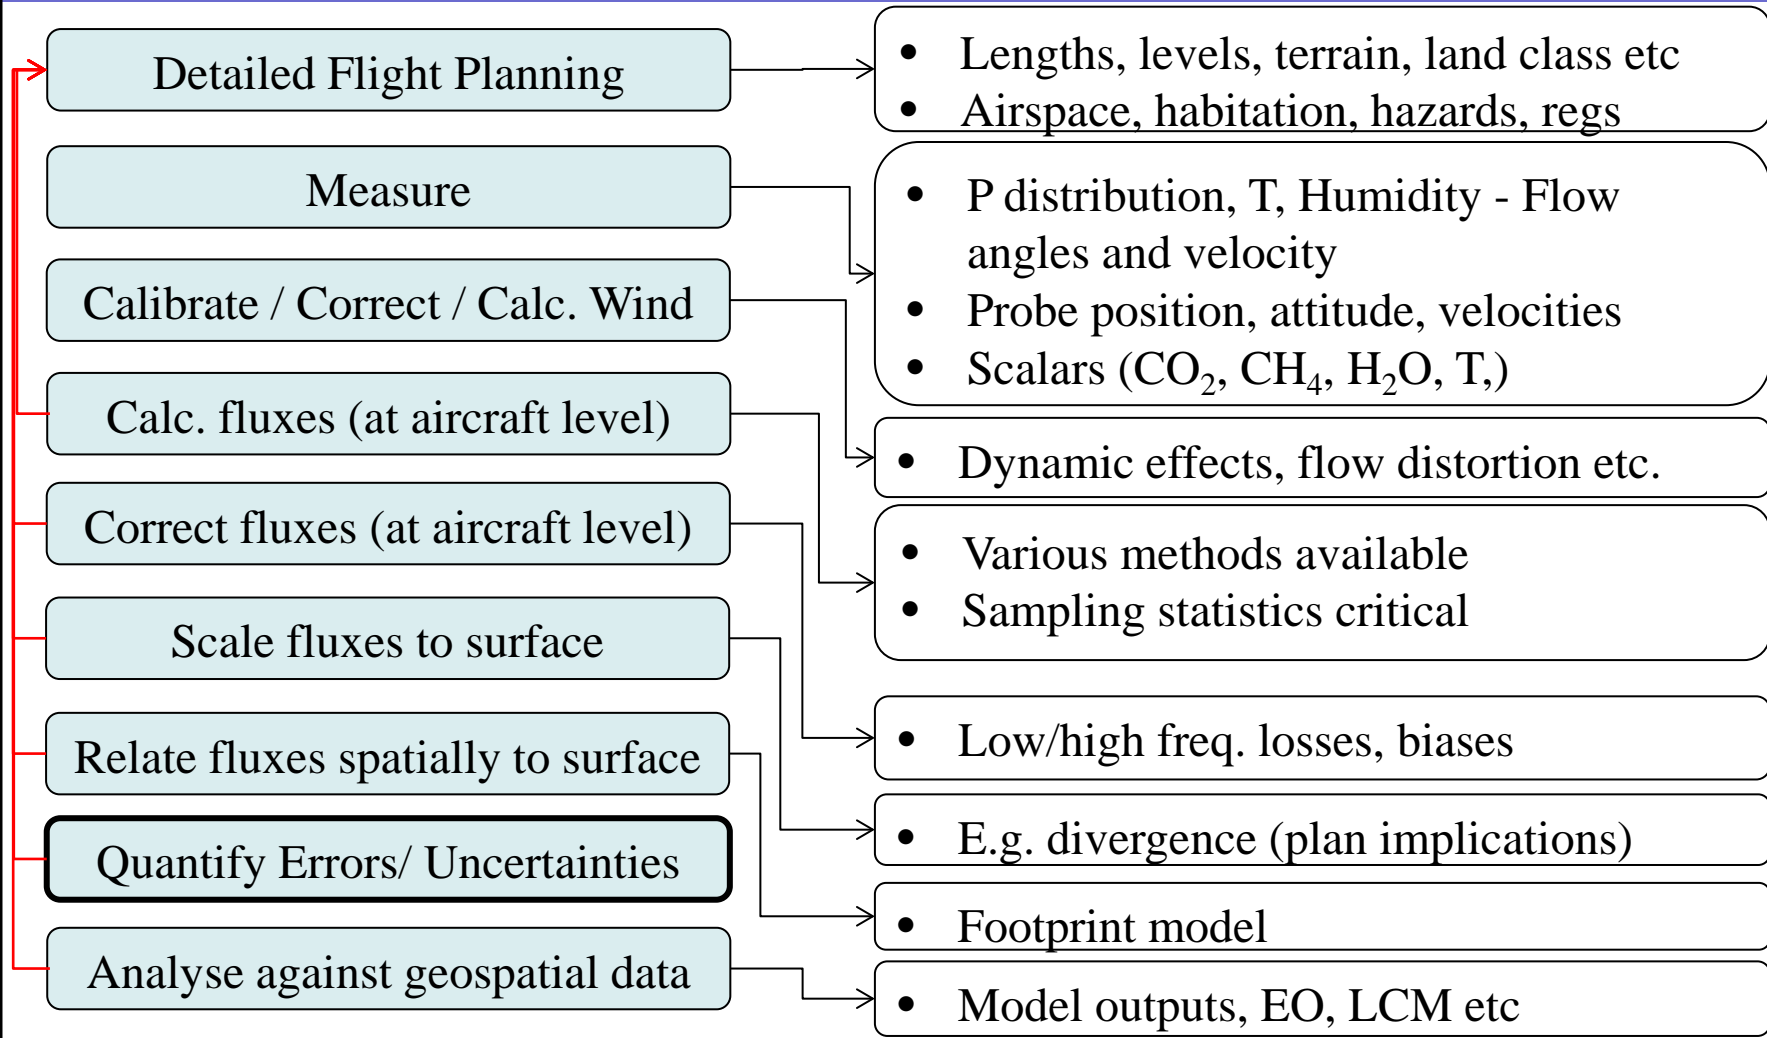 Detailed Flight Planning
Measure
Calibrate / Correct / Calc. Wind
Calc. fluxes (at aircraft level)
Correct fluxes (at aircraft level)
Scale fluxes to surface
Relate fluxes spatially to surface
Quantify Errors/ Uncertainties
Analyse against geospatial data
• Lengths, levels, terrain, land class etc
• Airspace, habitation, hazards, regs
• P distribution, T, Humidity - Flow
angles and velocity
• Probe position, attitude, velocities
• Scalars (CO₂, CH₄, H₂O, T,)
• Dynamic effects, flow distortion etc.
• Various methods available
• Sampling statistics critical
• Low/high freq. losses, biases
• E.g. divergence (plan implications)
• Footprint model
• Model outputs, EO, LCM etc